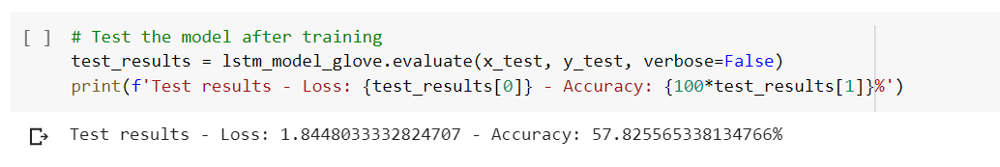 [ ] # Test the model after training
test_results = lstm_model_glove.evaluate(x_test, y_test, verbose=False)
print(f'Test results - Loss: {test_results[0]} - Accuracy: {100*test_results[1]}%')
Test results - Loss: 1.8448033332824707 - Accuracy: 57.825565338134766%